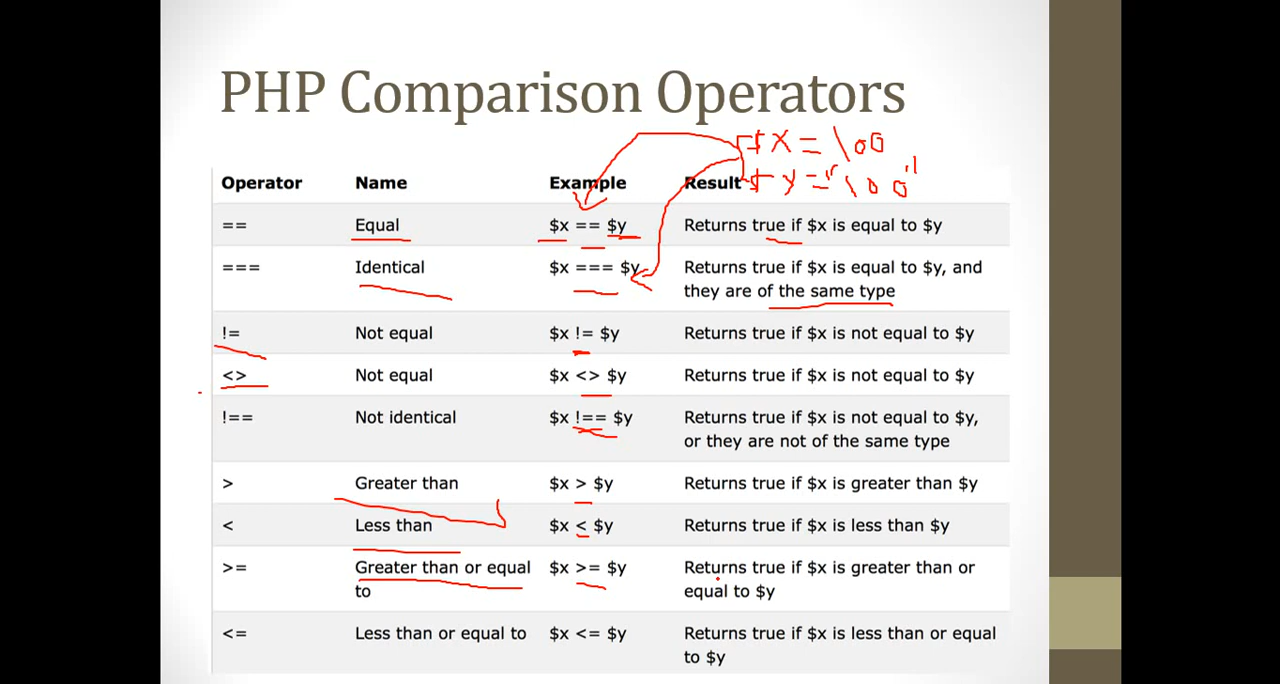 PHP Comparison Operators
$x = 100
$y = "100"
Operator Name Example Result
== Equal $x == $y Returns true if $x is equal to $y
=== Identical $x === $y Returns true if $x is equal to $y, and
they are of the same type
!= Not equal $x != $y Returns true if $x is not equal to $y
<> Not equal $x <> $y Returns true if $x is not equal to $y
!== Not identical $x !== $y Returns true if $x is not equal to $y,
or they are not of the same type
> Greater than $x > $y Returns true if $x is greater than $y
< Less than $x < $y Returns true if $x is less than $y
>= Greater than or equal $x >= $y Returns true if $x is greater than or
to equal to $y
<= Less than or equal to $x <= $y Returns true if $x is less than or equal
to $y